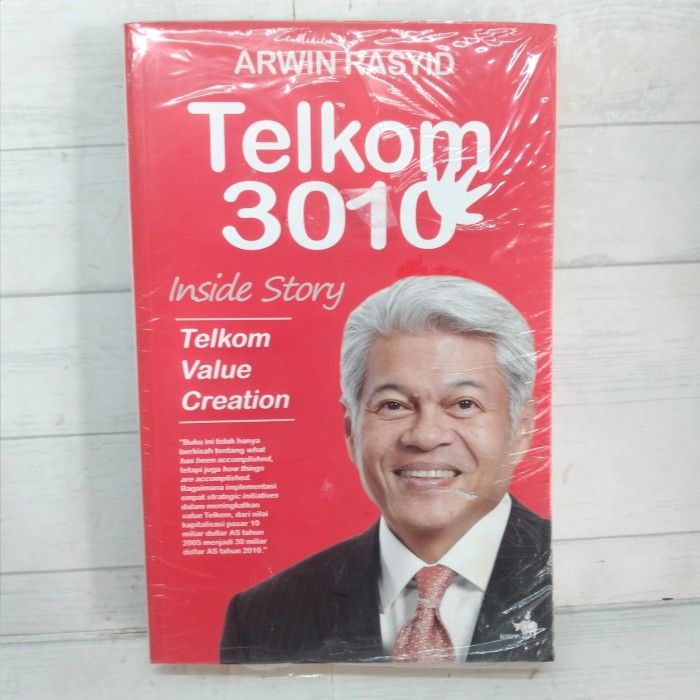 ARWIN RASYID
Telkom
3010
Inside Story
Telkom
Value
Creation
"Buku ini tidak hanya
berkisah tentang what
has been accomplished,
tetapi juga how things
are accomplished.
Bagaimana implementasi
empat strategic initiatives
dalam meningkatkan
value Telkom, dari nilai
kapitalisasi pasar 10
miliar dollar AS tahun
2005 menjadi 30 miliar
dollar AS tahun 2010."